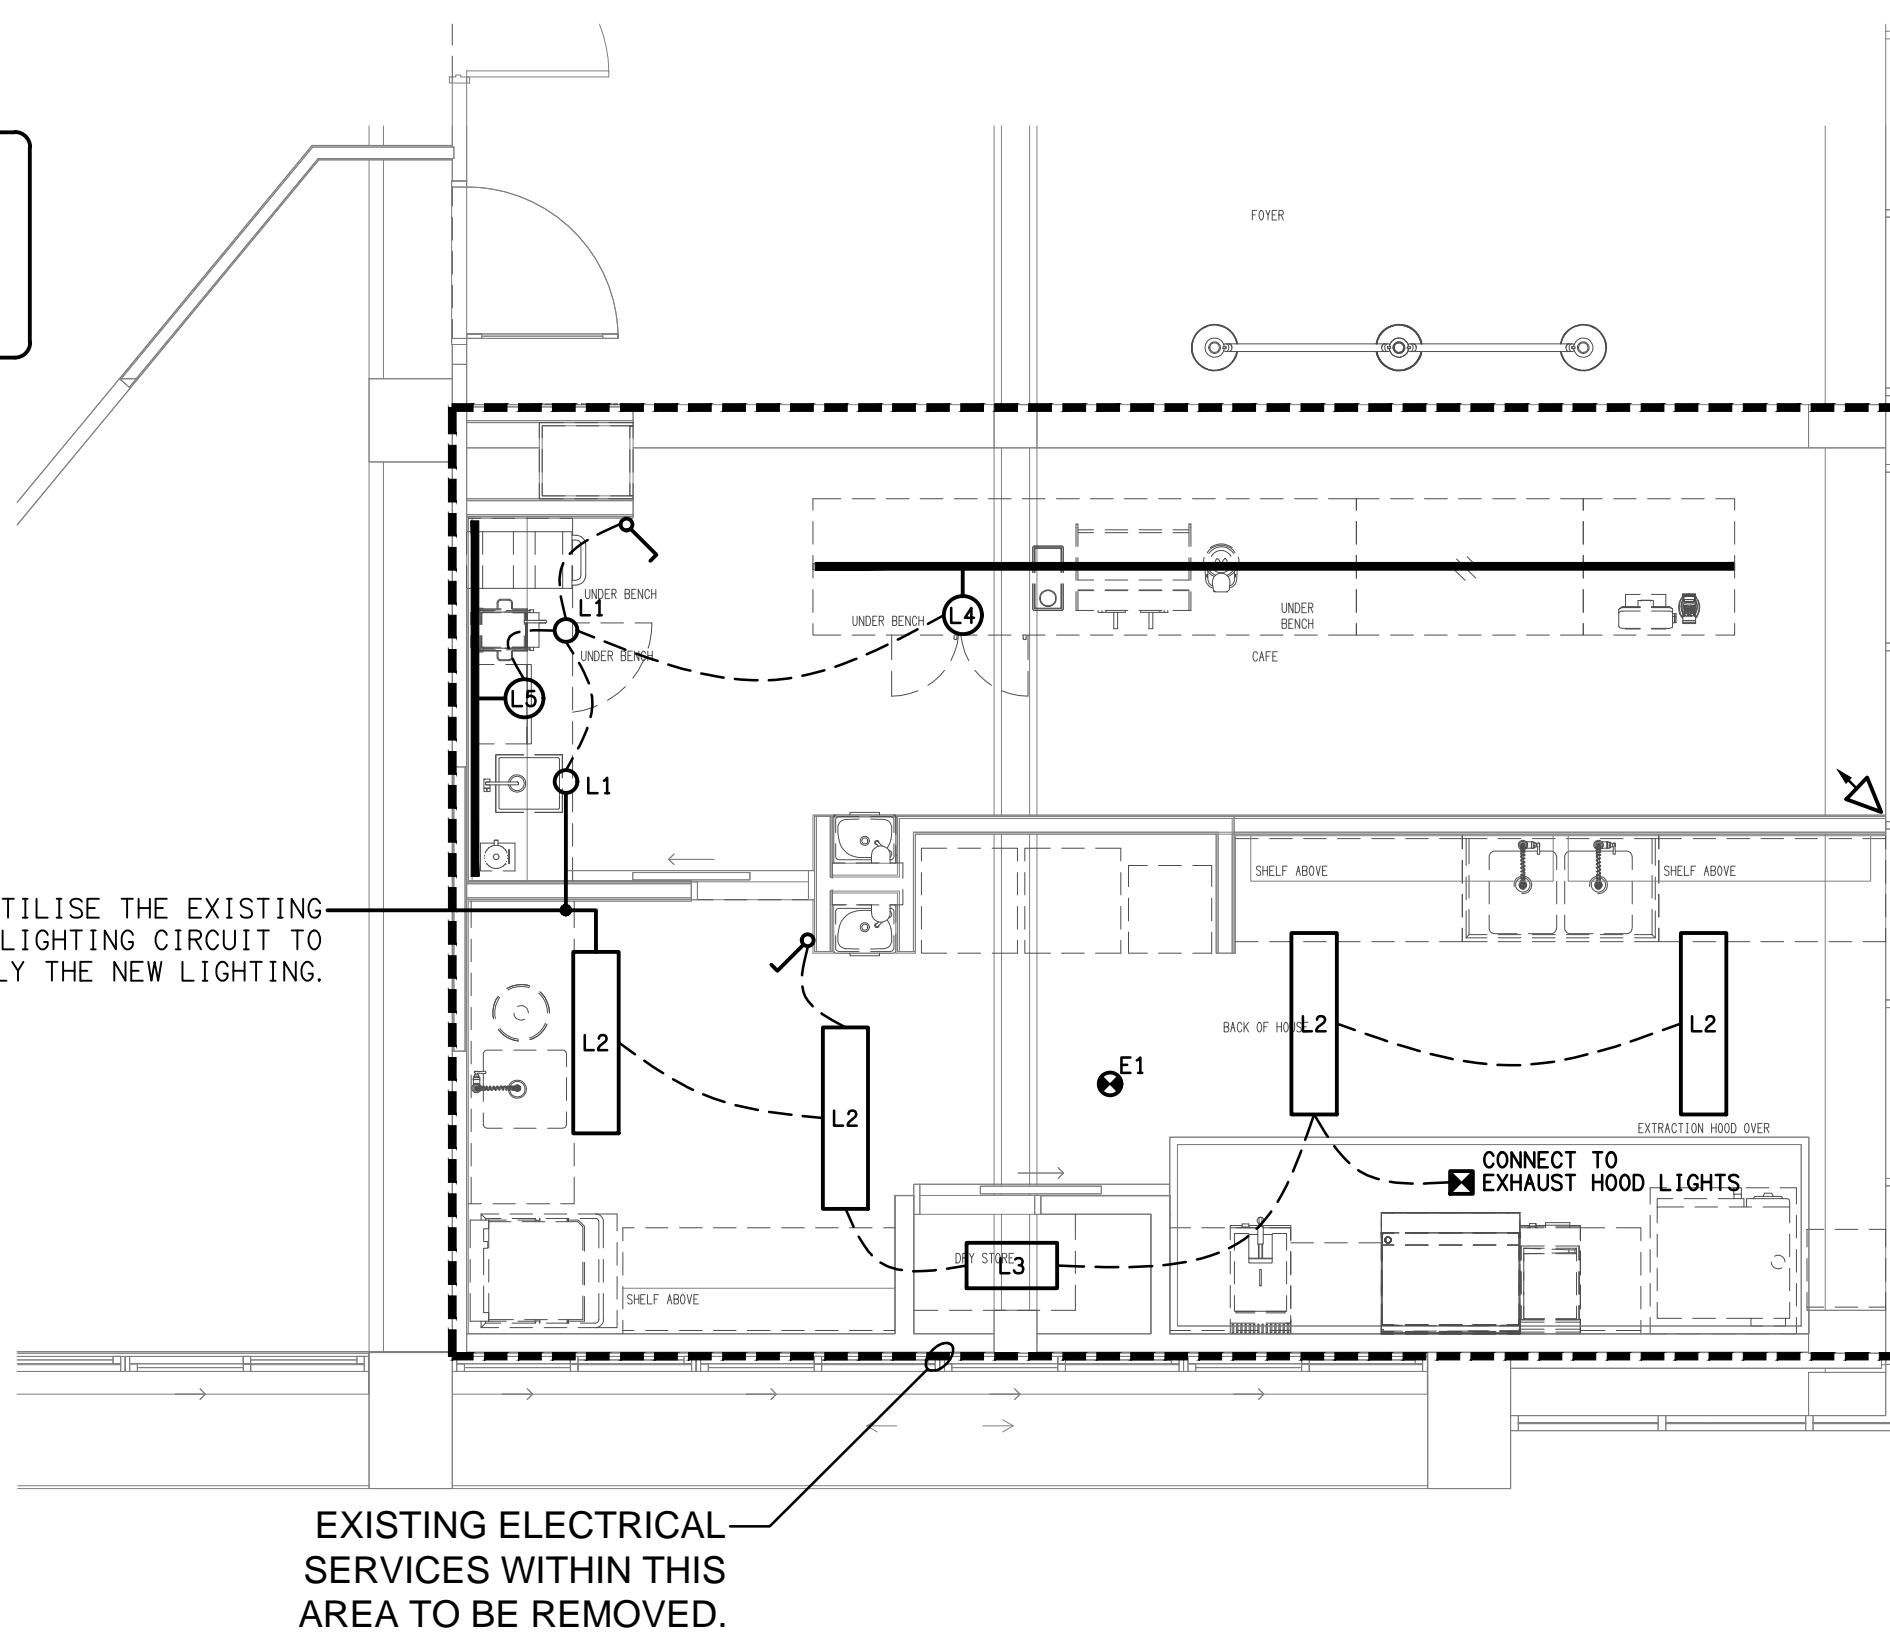 FOYER
UNDER BENCH
L1
UNDER BENCH
L4
UNDER
BENCH
UNDER BENCH
CAFE
L5
L1
SHELF ABOVE
SHELF ABOVE
THE EXISTING
LIGHTING CIRCUIT TO
THE NEW LIGHTING.
L2
BACK OF HOUSE
L2
L2
E1
L2
EXTRACTION HOOD OVER
CONNECT TO
EXHAUST HOOD LIGHTS
DRY STORE
L3
SHELF ABOVE
EXISTING ELECTRICAL
SERVICES WITHIN THIS
AREA TO BE REMOVED.